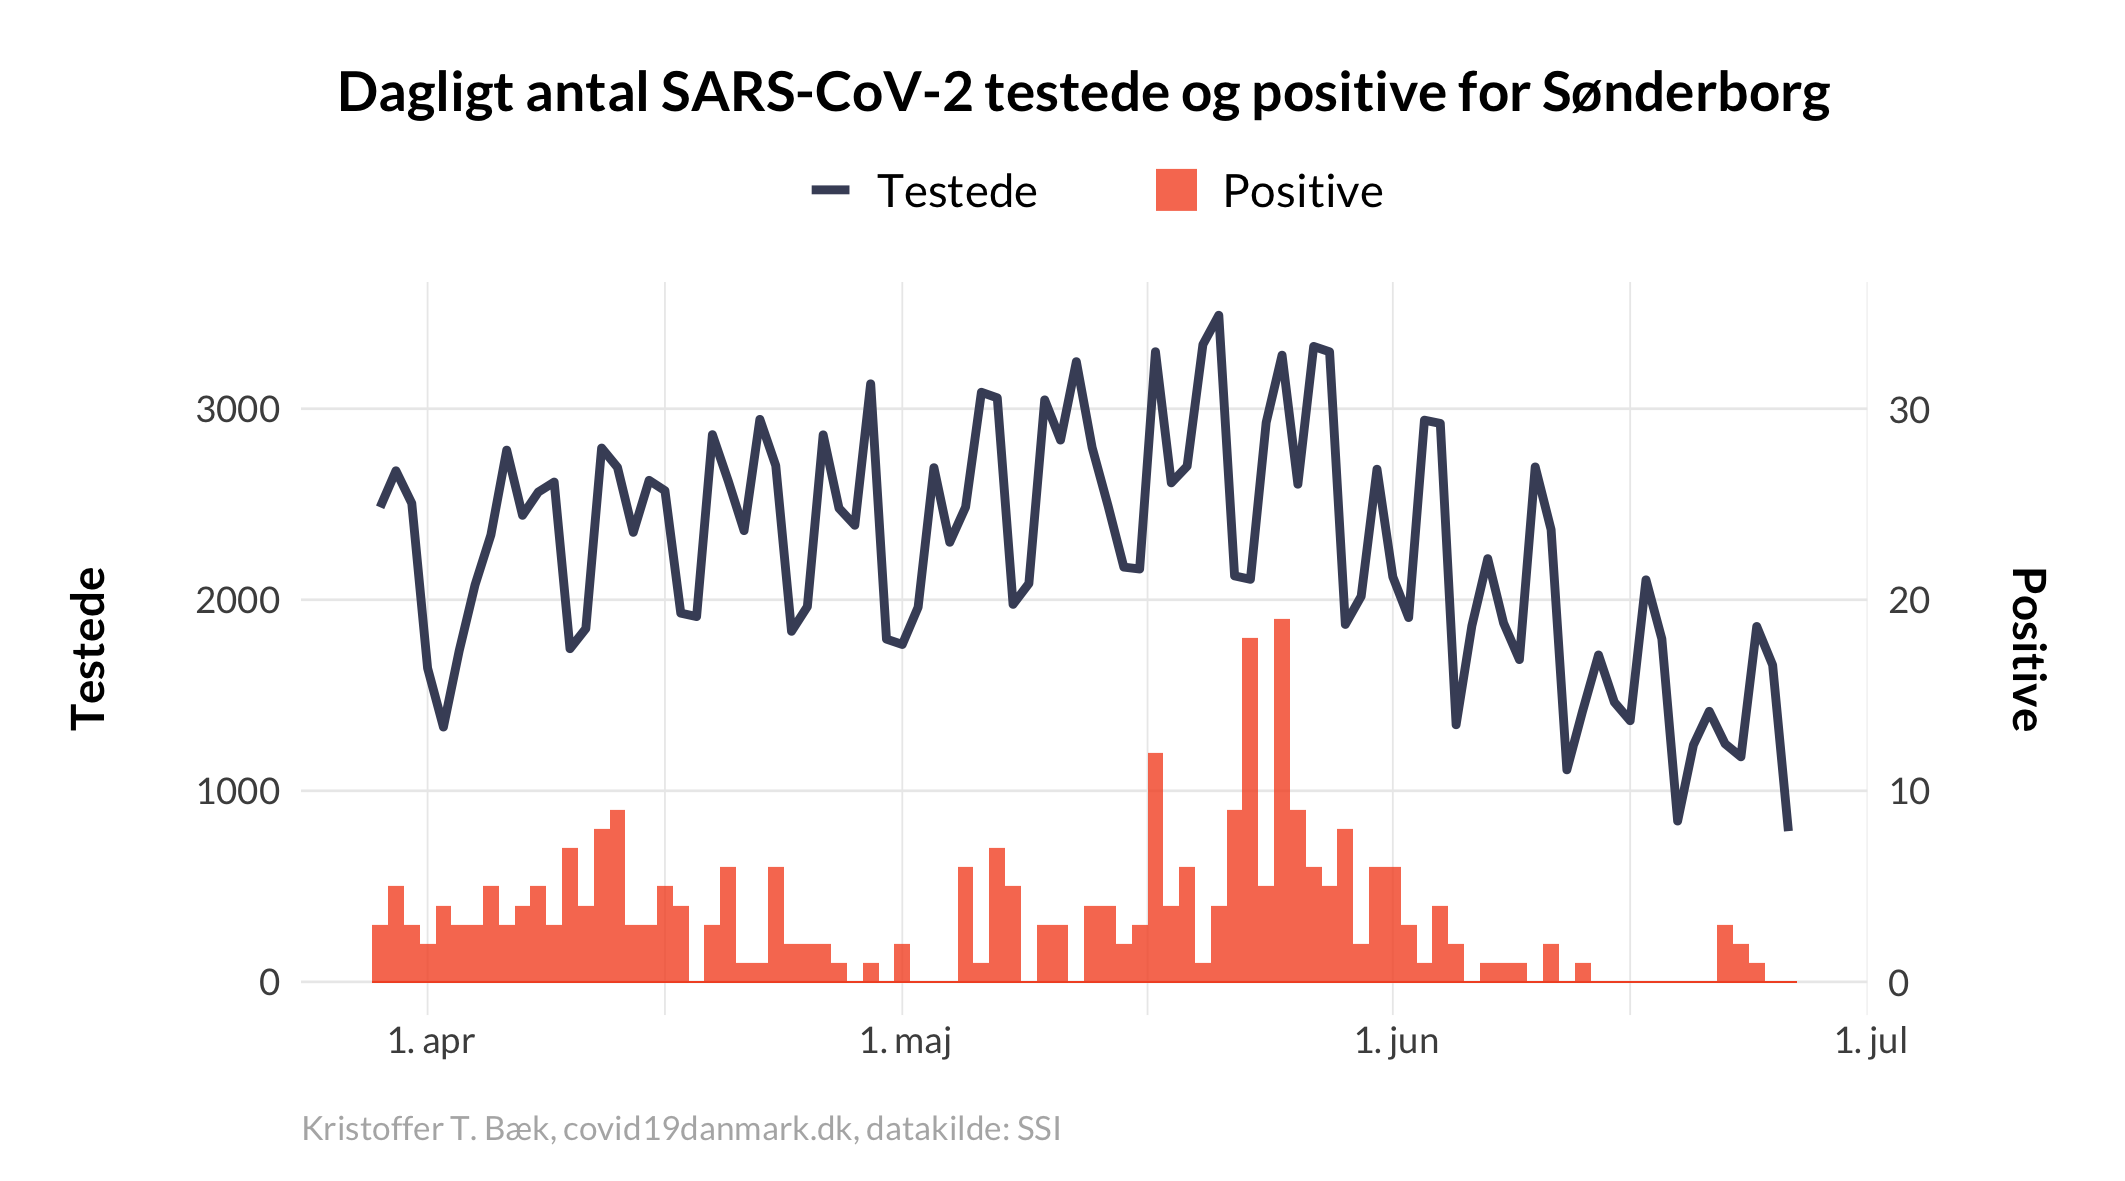 Dagligt antal SARS-CoV-2 testede og positive for Sønderborg
Testede Positive
Testede
3000
2000
1000
0
30
20
10
0
Positive
1. apr 1. maj 1. jun 1. jul
Kristoffer T. Bæk, covid19danmark.dk, datakilde: SSI